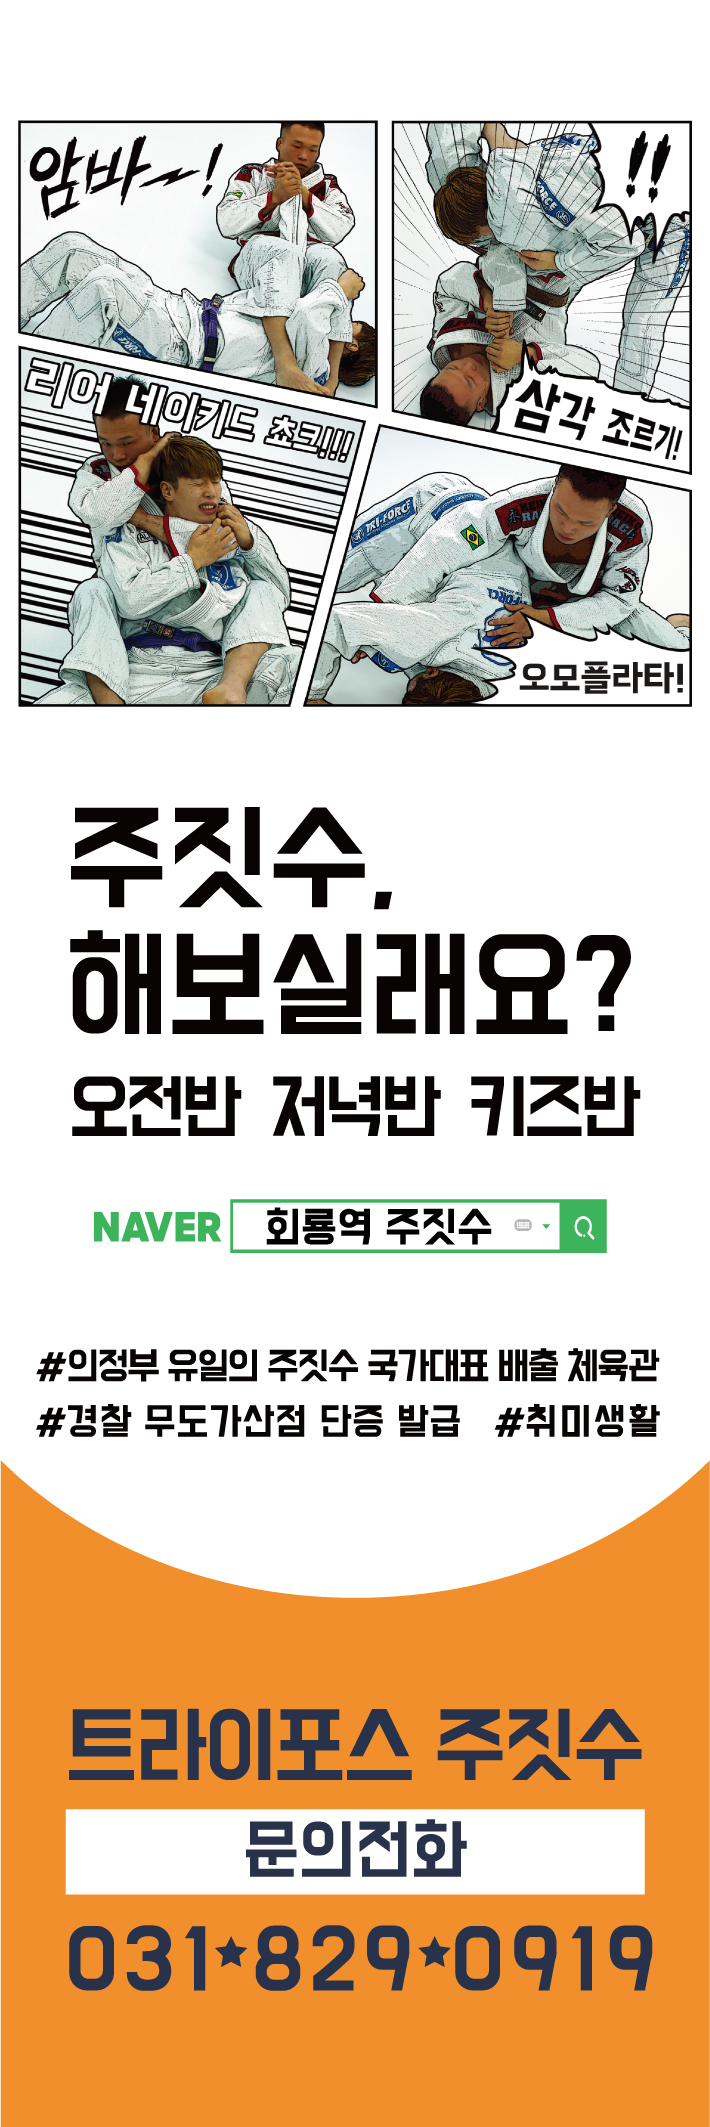 암바~!
!!
삼각 조르기!
리어 네이키드 쵸크!!!
TRI-FORCE
오모플라타!
주짓수,
해보실래요?
오전반 저녁반 키즈반
NAVER 회룡역 주짓수
#의정부 유일의 주짓수 국가대표 배출 체육관
#경찰 무도가산점 단증 발급 #취미생활
트라이포스 주짓수
문의전화
031★829★0919